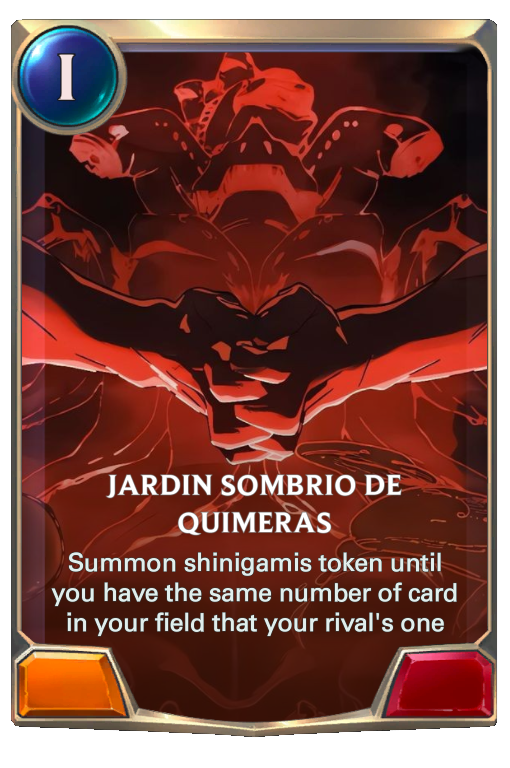 I
JARDIN SOMBRIO DE
QUIMERAS
Summon shinigamis token until
you have the same number of card
in your field that your rival's one